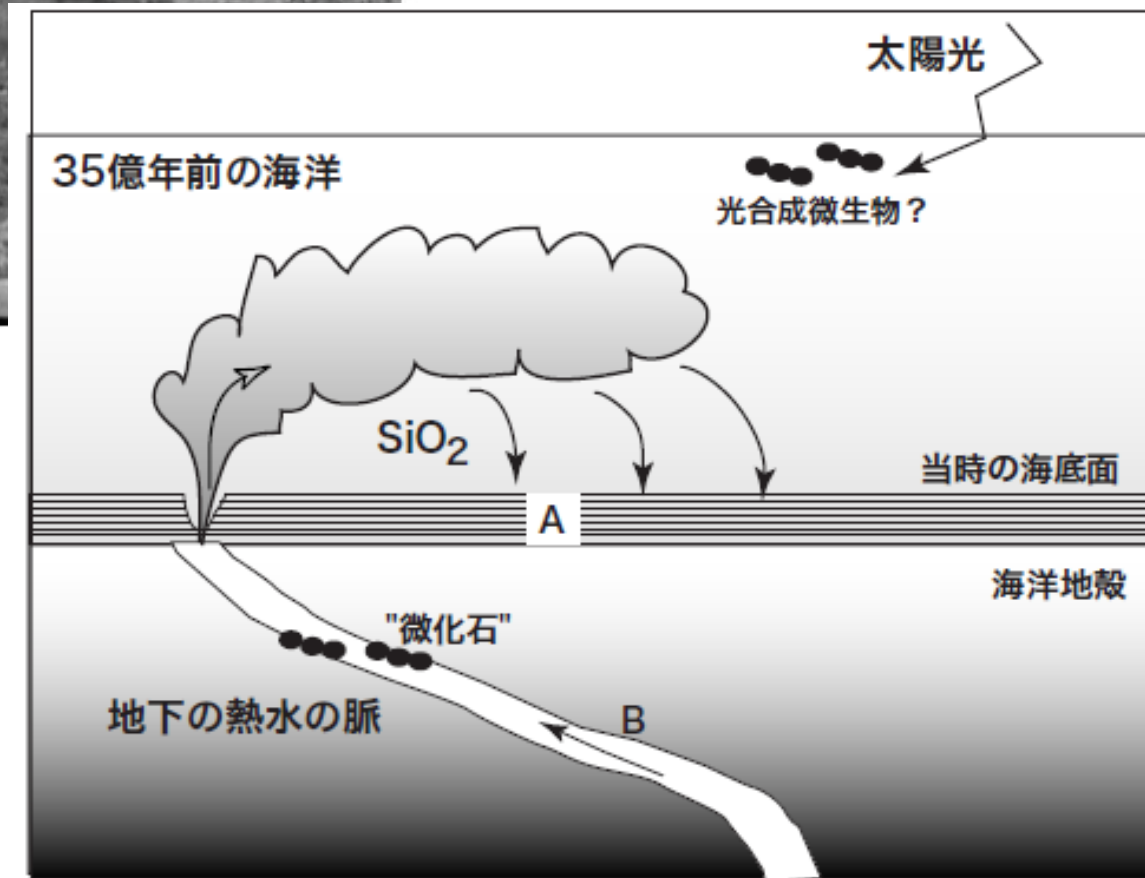 太陽光
35億年前の海洋
光合成微生物？
SiO₂
当時の海底面
A
海洋地殻
"微化石"
地下の熱水の脈
B